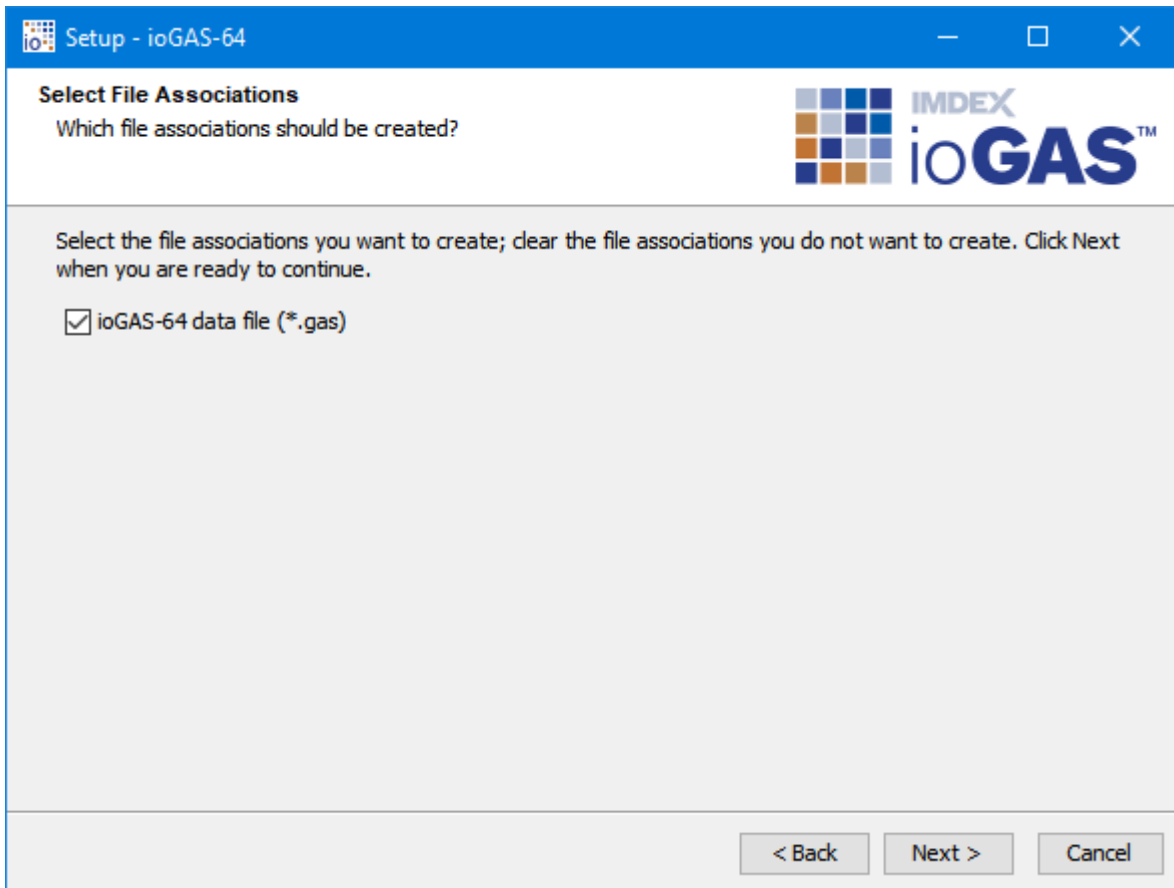 io
Setup - ioGAS-64
Select File Associations
Which file associations should be created?
IMDEX
ioGAS™
Select the file associations you want to create; clear the file associations you do not want to create. Click Next
when you are ready to continue.
ioGAS-64 data file (*.gas)
< Back Next > Cancel